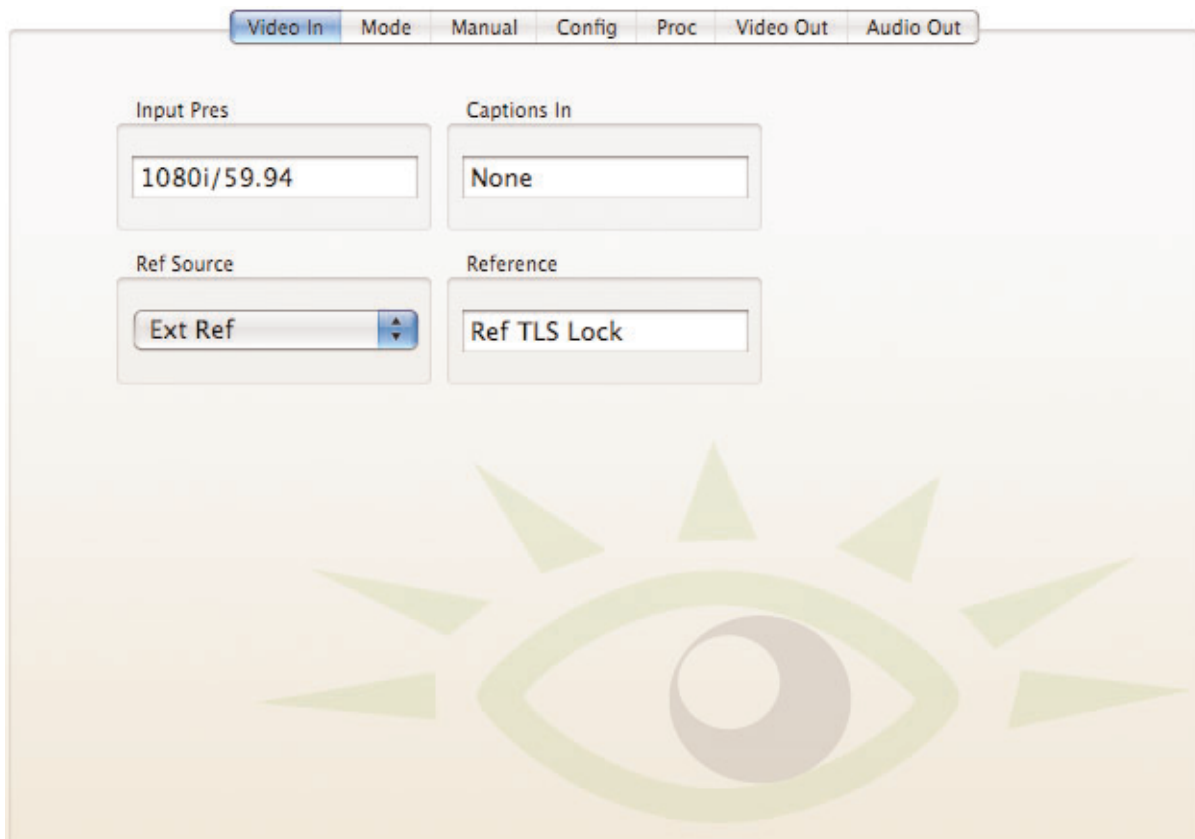 Video In Mode Manual Config Proc Video Out Audio Out
Input Pres Captions In
1080i/59.94 None
Ref Source Reference
Ext Ref Ref TLS Lock